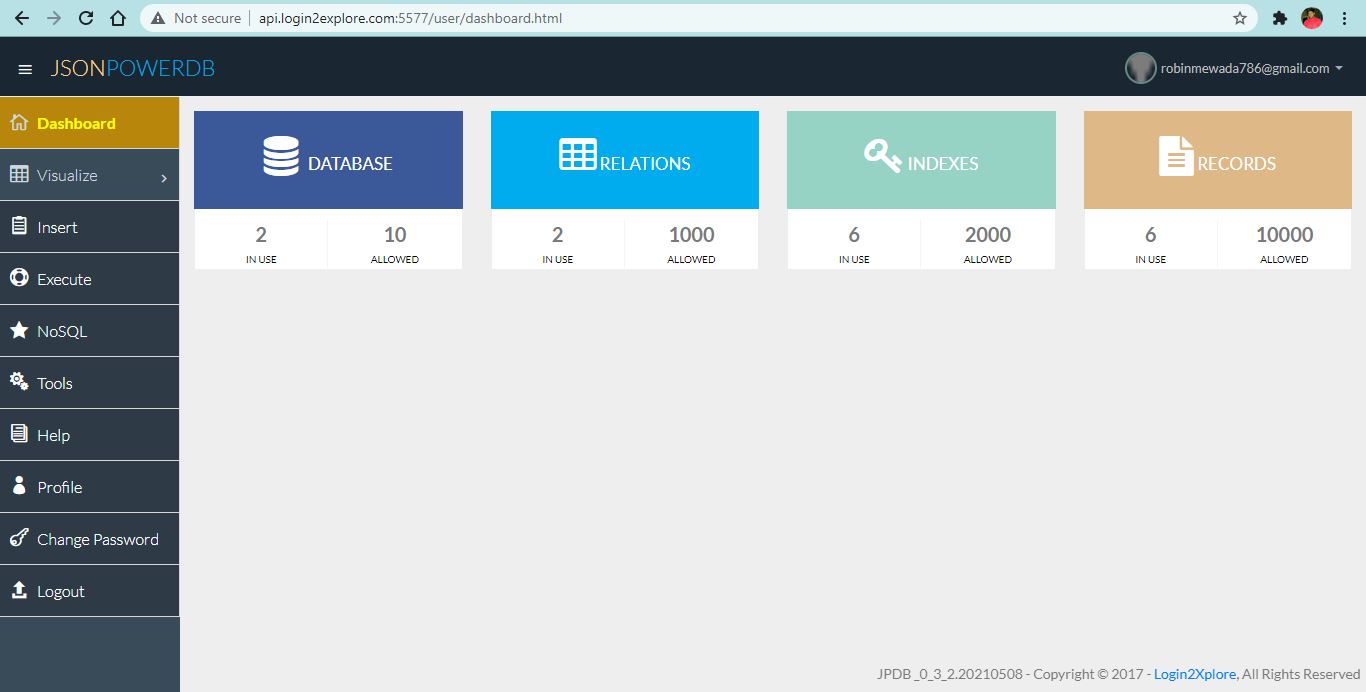 Not secure | api.login2explore.com:5577/user/dashboard.html
JSONPOWERDB
robinmewada786@gmail.com
Dashboard
Visualize
Insert
Execute
NoSQL
Tools
Help
Profile
Change Password
Logout
DATABASE
2
10
IN USE
ALLOWED
RELATIONS
2
1000
IN USE
ALLOWED
INDEXES
6
2000
IN USE
ALLOWED
RECORDS
6
10000
IN USE
ALLOWED
JPDB _0_3_2.20210508 - Copyright © 2017 - Login2Xplore, All Rights Reserved